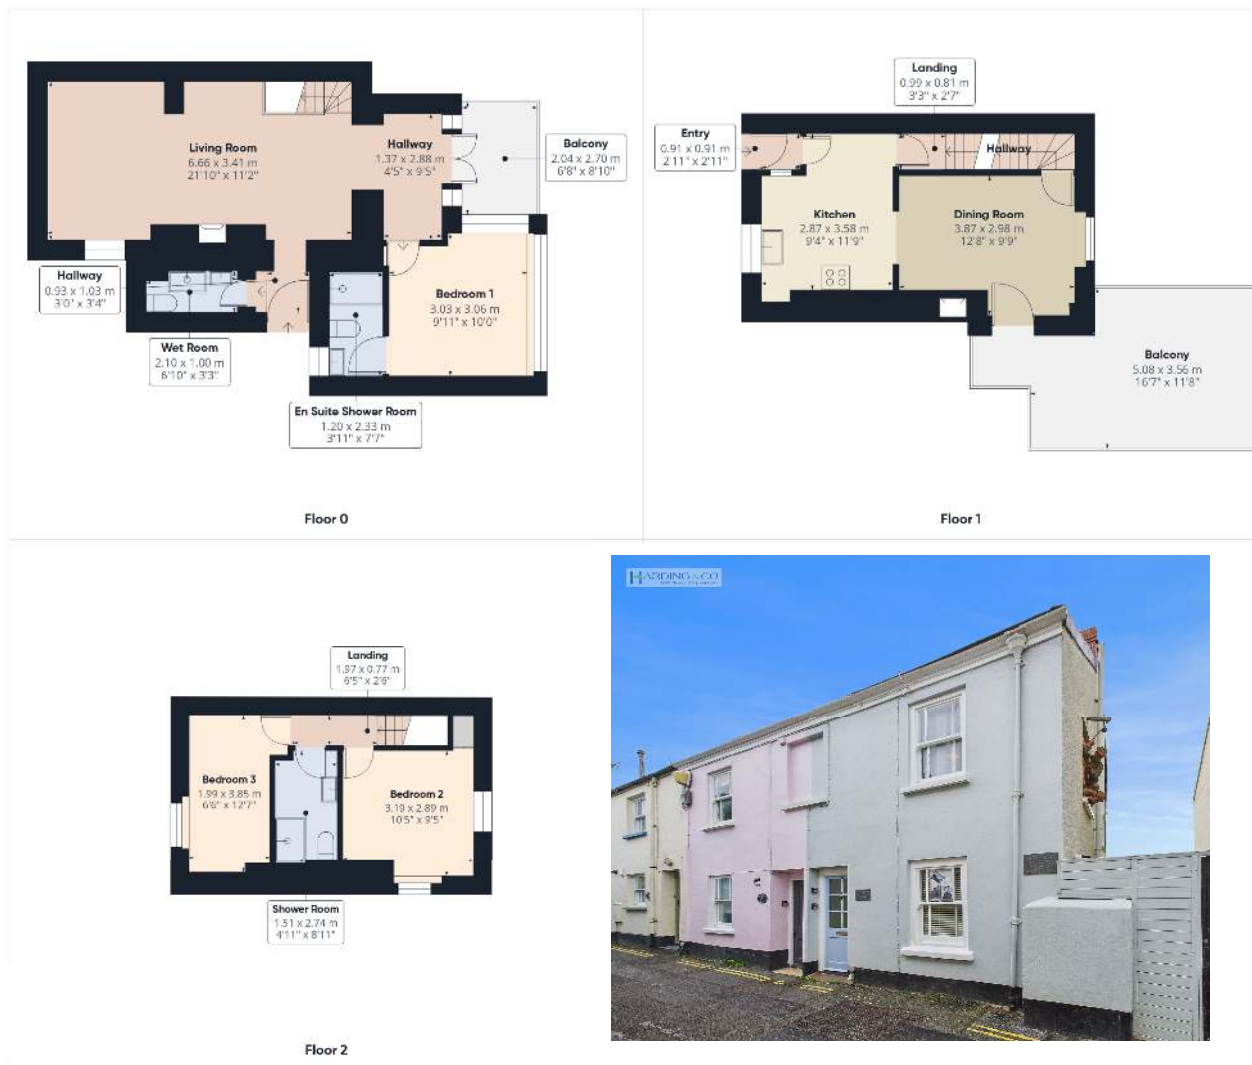 Living Room
6.66 x 3.41 m
21'10" x 11'2"
Hallway
1.37 x 2.88 m
4'5" x 9'5"
Balcony
2.04 x 2.70 m
6'8" x 8'10"
Hallway
0.93 x 1.03 m
3'0" x 3'4"
Bedroom 1
3.03 x 3.06 m
9'11" x 10'0"
Wet Room
2.10 x 1.00 m
6'10" x 3'3"
En Suite Shower Room
1.20 x 2.33 m
3'11" x 7'7"
Floor 0
Landing
0.99 x 0.81 m
3'3" x 2'7"
Entry
0.91 x 0.91 m
2'11" x 2'11"
Hallway
Kitchen
2.87 x 3.58 m
9'4" x 11'9"
Dining Room
3.87 x 2.98 m
12'8" x 9'9"
Balcony
5.08 x 3.56 m
16'7" x 11'8"
Floor 1
Landing
1.97 x 0.77 m
6'5" x 2'6"
Bedroom 3
1.99 x 3.85 m
6'6" x 12'7"
Bedroom 2
3.19 x 2.89 m
10'5" x 9'5"
Shower Room
1.51 x 2.74 m
4'11" x 8'11"
Floor 2
HARDING & CO